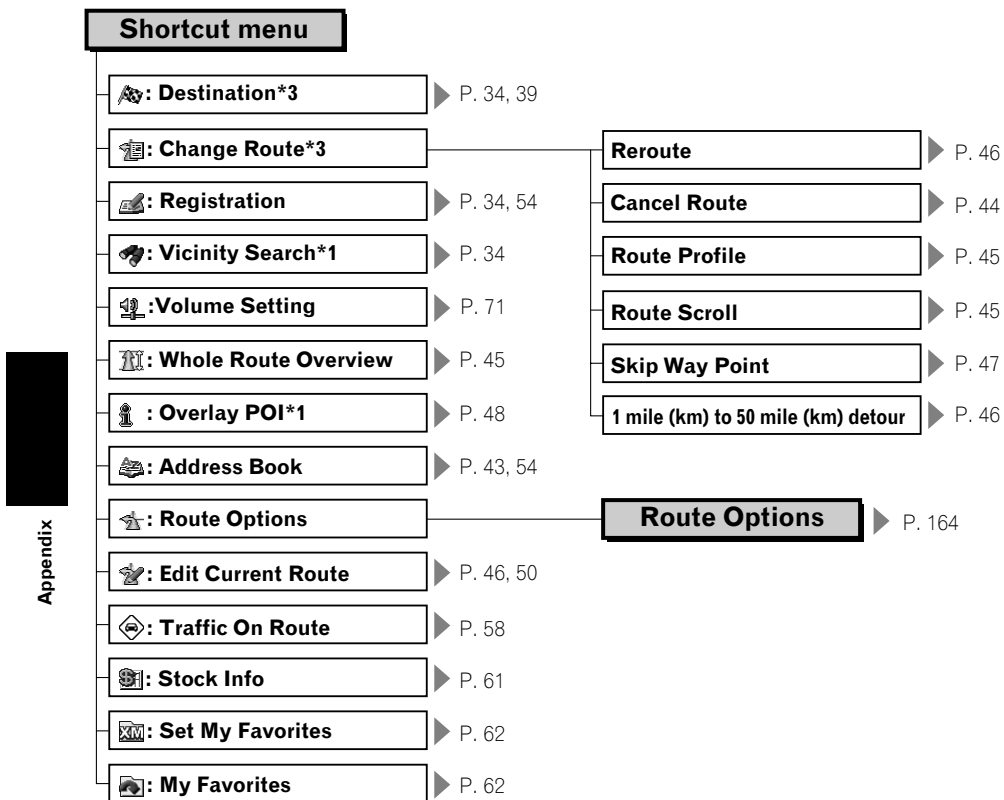 Shortcut menu
: Destination*3 P. 34, 39
: Change Route*3
Reroute P. 46
Cancel Route P. 44
Route Profile P. 45
Route Scroll P. 45
Skip Way Point P. 47
1 mile (km) to 50 mile (km) detour P. 46
: Registration P. 34, 54
: Vicinity Search*1 P. 34
:Volume Setting P. 71
: Whole Route Overview P. 45
: Overlay POI*1 P. 48
: Address Book P. 43, 54
: Route Options
Route Options P. 164
: Edit Current Route P. 46, 50
: Traffic On Route P. 58
: Stock Info P. 61
XM: Set My Favorites P. 62
: My Favorites P. 62
Appendix